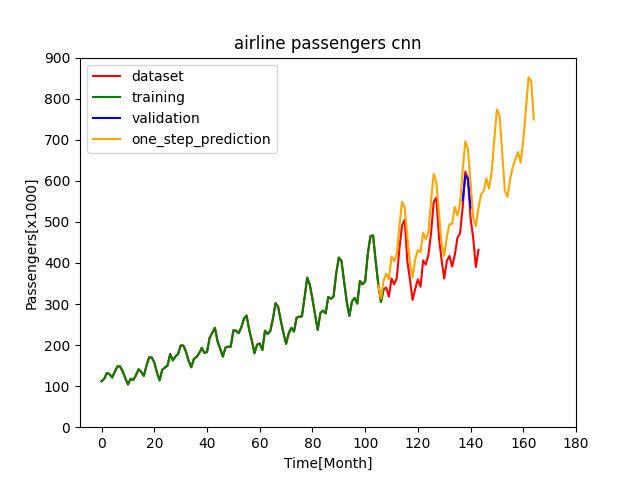 airline passengers cnn
900
800
700
600
500
400
300
200
100
0
Passengers[x1000]
dataset
training
validation
one_step_prediction
0 20 40 60 80 100 120 140 160 180
Time[Month]